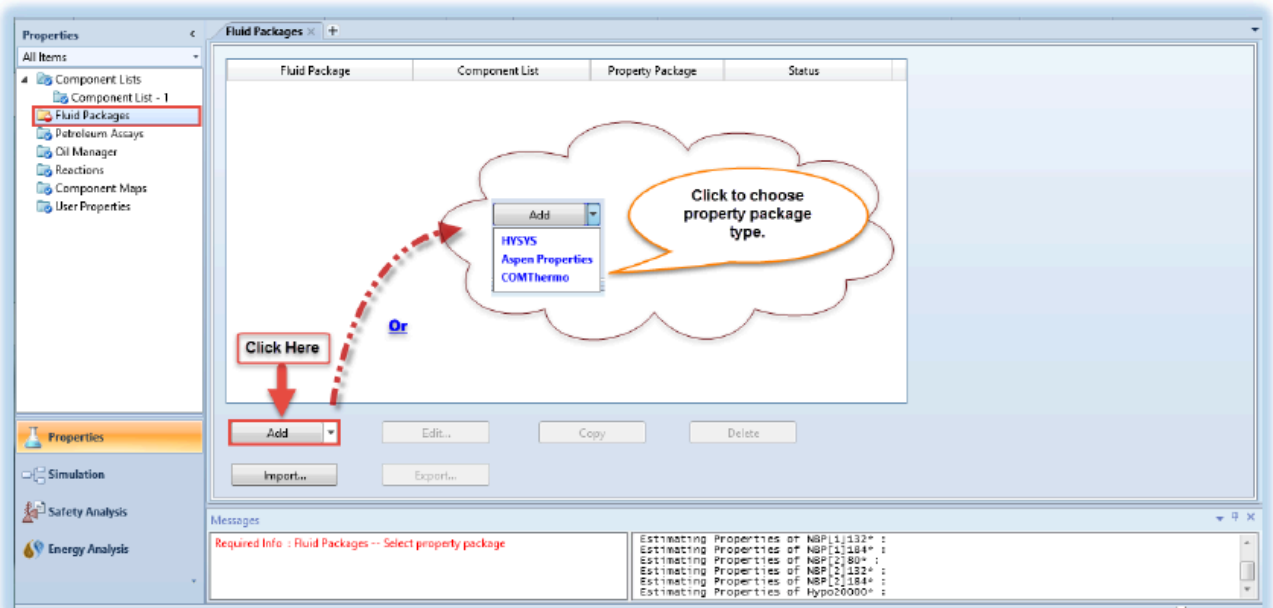 Properties
All Items
Component Lists
Component List - 1
Fluid Packages
Petroleum Assays
Oil Manager
Reactions
Component Maps
User Properties
Properties
Simulation
Safety Analysis
Energy Analysis
Fluid Packages
Fluid Package Component List Property Package Status
Add
HYSYS
Aspen Properties
COMThermo
Click to choose
property package
type.
Or
Click Here
Add Edit... Copy Delete
Import... Export...
Messages
Required Info : Fluid Packages -- Select property package
Estimating Properties of NBP[1]132* :
Estimating Properties of NBP[1]184* :
Estimating Properties of NBP[2]80* :
Estimating Properties of NBP[2]132* :
Estimating Properties of NBP[2]184* :
Estimating Properties of Hypo20000* :